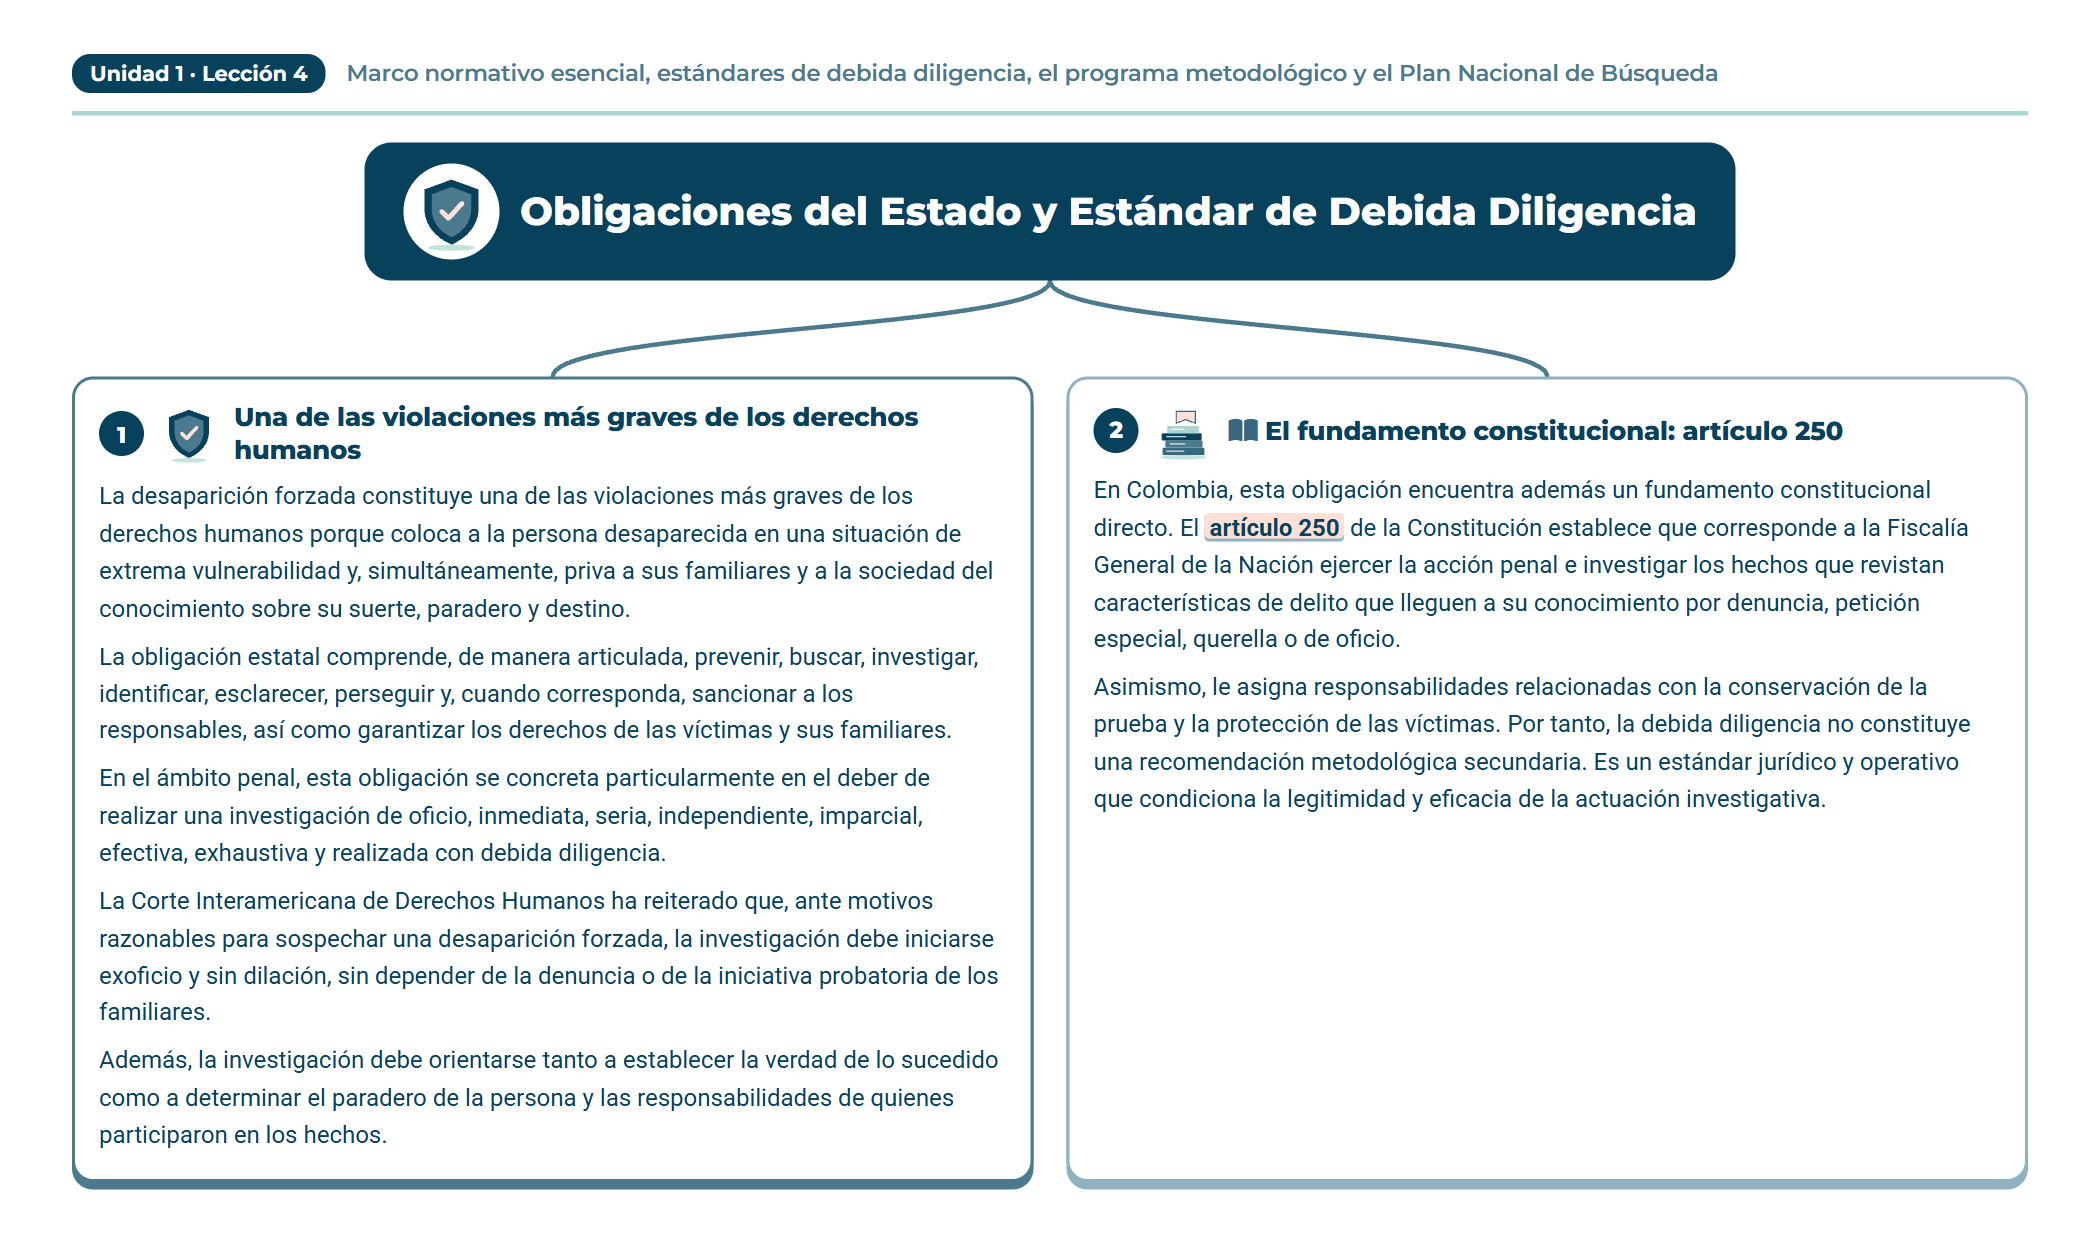 Unidad 1 · Lección 4
Marco normativo esencial, estándares de debida diligencia, el programa metodológico y el Plan Nacional de Búsqueda
Obligaciones del Estado y Estándar de Debida Diligencia
1
Una de las violaciones más graves de los derechos
humanos
La desaparición forzada constituye una de las violaciones más graves de los
derechos humanos porque coloca a la persona desaparecida en una situación de
extrema vulnerabilidad y, simultáneamente, priva a sus familiares y a la sociedad del
conocimiento sobre su suerte, paradero y destino.
La obligación estatal comprende, de manera articulada, prevenir, buscar, investigar,
identificar, esclarecer, perseguir y, cuando corresponda, sancionar a los
responsables, así como garantizar los derechos de las víctimas y sus familiares.
En el ámbito penal, esta obligación se concreta particularmente en el deber de
realizar una investigación de oficio, inmediata, seria, independiente, imparcial,
efectiva, exhaustiva y realizada con debida diligencia.
La Corte Interamericana de Derechos Humanos ha reiterado que, ante motivos
razonables para sospechar una desaparición forzada, la investigación debe iniciarse
exoficio y sin dilación, sin depender de la denuncia o de la iniciativa probatoria de los
familiares.
Además, la investigación debe orientarse tanto a establecer la verdad de lo sucedido
como a determinar el paradero de la persona y las responsabilidades de quienes
participaron en los hechos.
2
El fundamento constitucional: artículo 250
En Colombia, esta obligación encuentra además un fundamento constitucional
directo. El artículo 250 de la Constitución establece que corresponde a la Fiscalía
General de la Nación ejercer la acción penal e investigar los hechos que revistan
características de delito que lleguen a su conocimiento por denuncia, petición
especial, querella o de oficio.
Asimismo, le asigna responsabilidades relacionadas con la conservación de la
prueba y la protección de las víctimas. Por tanto, la debida diligencia no constituye
una recomendación metodológica secundaria. Es un estándar jurídico y operativo
que condiciona la legitimidad y eficacia de la actuación investigativa.